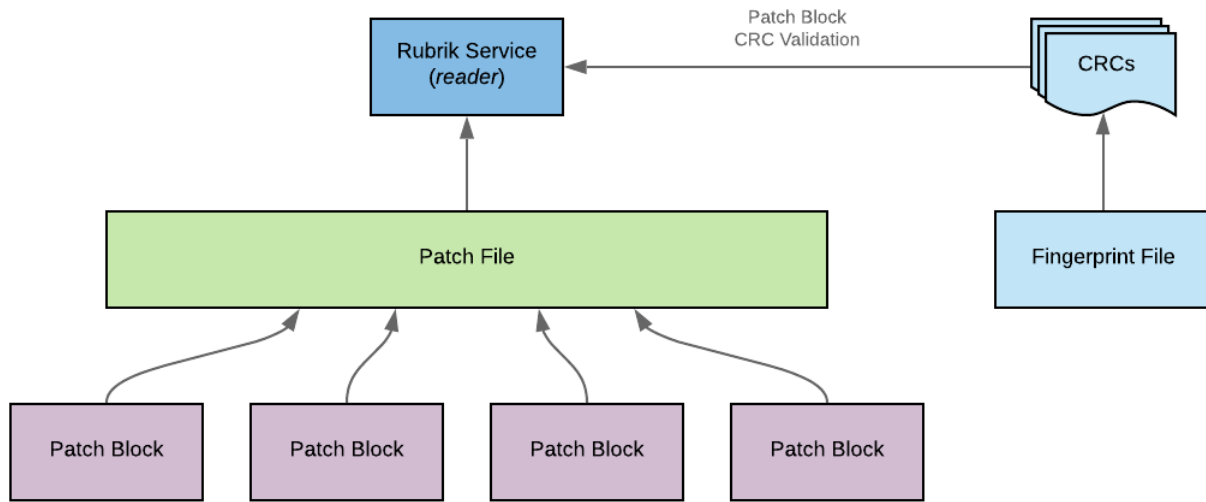 Rubrik Service
(reader)
Patch Block
CRC Validation
CRCs
Patch File
Fingerprint File
Patch Block
Patch Block
Patch Block
Patch Block